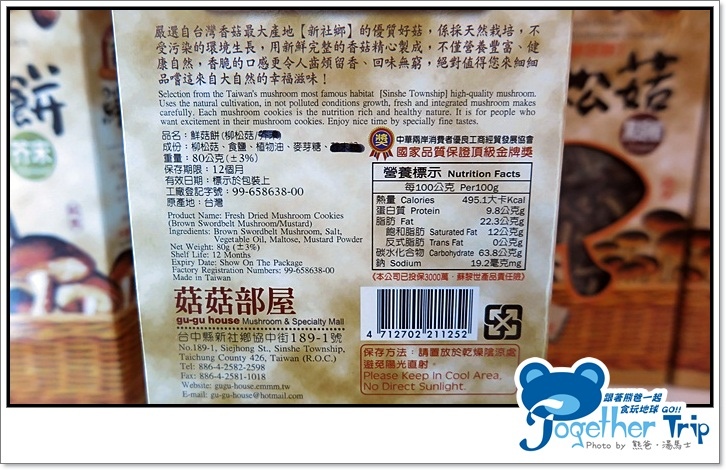 嚴選自台灣香菇最大產地【新社鄉】的優質好菇，係採天然栽培，不
受污染的環境生長，用新鮮完整的香菇精心製成，不僅營養豐富、健
康自然，香脆的口感更令人齒頰留香、回味無窮，絕對值得您來細細
品嚐這來自大自然的幸福滋味！
Selection from the Taiwan's mushroom most famous habitat [Sinshe Township] high-quality mushroom.
Uses the natural cultivation, in not polluted conditions growth, fresh and integrated mushroom makes
carefully. Each mushroom cookies is the nutrition rich and healthy nature. It is for people who
want excitement in their mushroom cookies. Enjoy nice time by specially fine tastes.
品名：鮮菇餅(柳松菇/
成份：柳松菇、食鹽、植物油、麥芽糖、
重量：80公克(±3%)
保存期限：12個月
有效日期：標示於包裝上
工廠登記字號：99-658638-00
原產地：台灣
Product Name: Fresh Dried Mushroom Cookies
(Brown Swordbelt Mushroom/Mustard)
Ingredients: Brown Swordbelt Mushroom, Salt,
Vegetable Oil, Maltose, Mustard Powder
Net Weight: 80g (±3%)
Shelf Life: 12 Months
Expiry Date: Show On The Package
Factory Registration Numbers: 99-658638-00
Made in Taiwan
菇菇部屋
gu-gu house Mushroom & Specialty Mall
台中縣新社鄉協中街189-1號
No.189-1, Siejhong St., Sinshe Township,
Taichung County 426, Taiwan (R.O.C.)
Tel: 886-4-2582-2598
Fax: 886-4-2581-1018
Website: gugu-house.emmm.tw
E-mail: gu-gu-house@hotmail.com
獎
中華兩岸消費者優良工商經貿發展協會
國家品質保證頂級金牌獎
營養標示 Nutrition Facts
每100公克 Per100g
熱量 Calories 495.1大卡Kcal
蛋白質 Protein 9.8公克g
脂肪 Fat 22.3公克g
飽和脂肪 Saturated Fat 12公克g
反式脂肪 Trans Fat 0公克g
碳水化合物 Carbohydrate 63.8公克g
鈉 Sodium 19.2毫克mg
《本公司已投保3000萬，蘇黎世產品責任險》
4 712702 211252
保存方法：請置放於乾燥陰涼處
避免陽光直射。
Please Keep In Cool Area,
No Direct Sunlight.
餅
芥末
松菇
跟著熊爸一起
食玩地球 GO!!
Together Trip
Photo by 熊爸・湯馬士